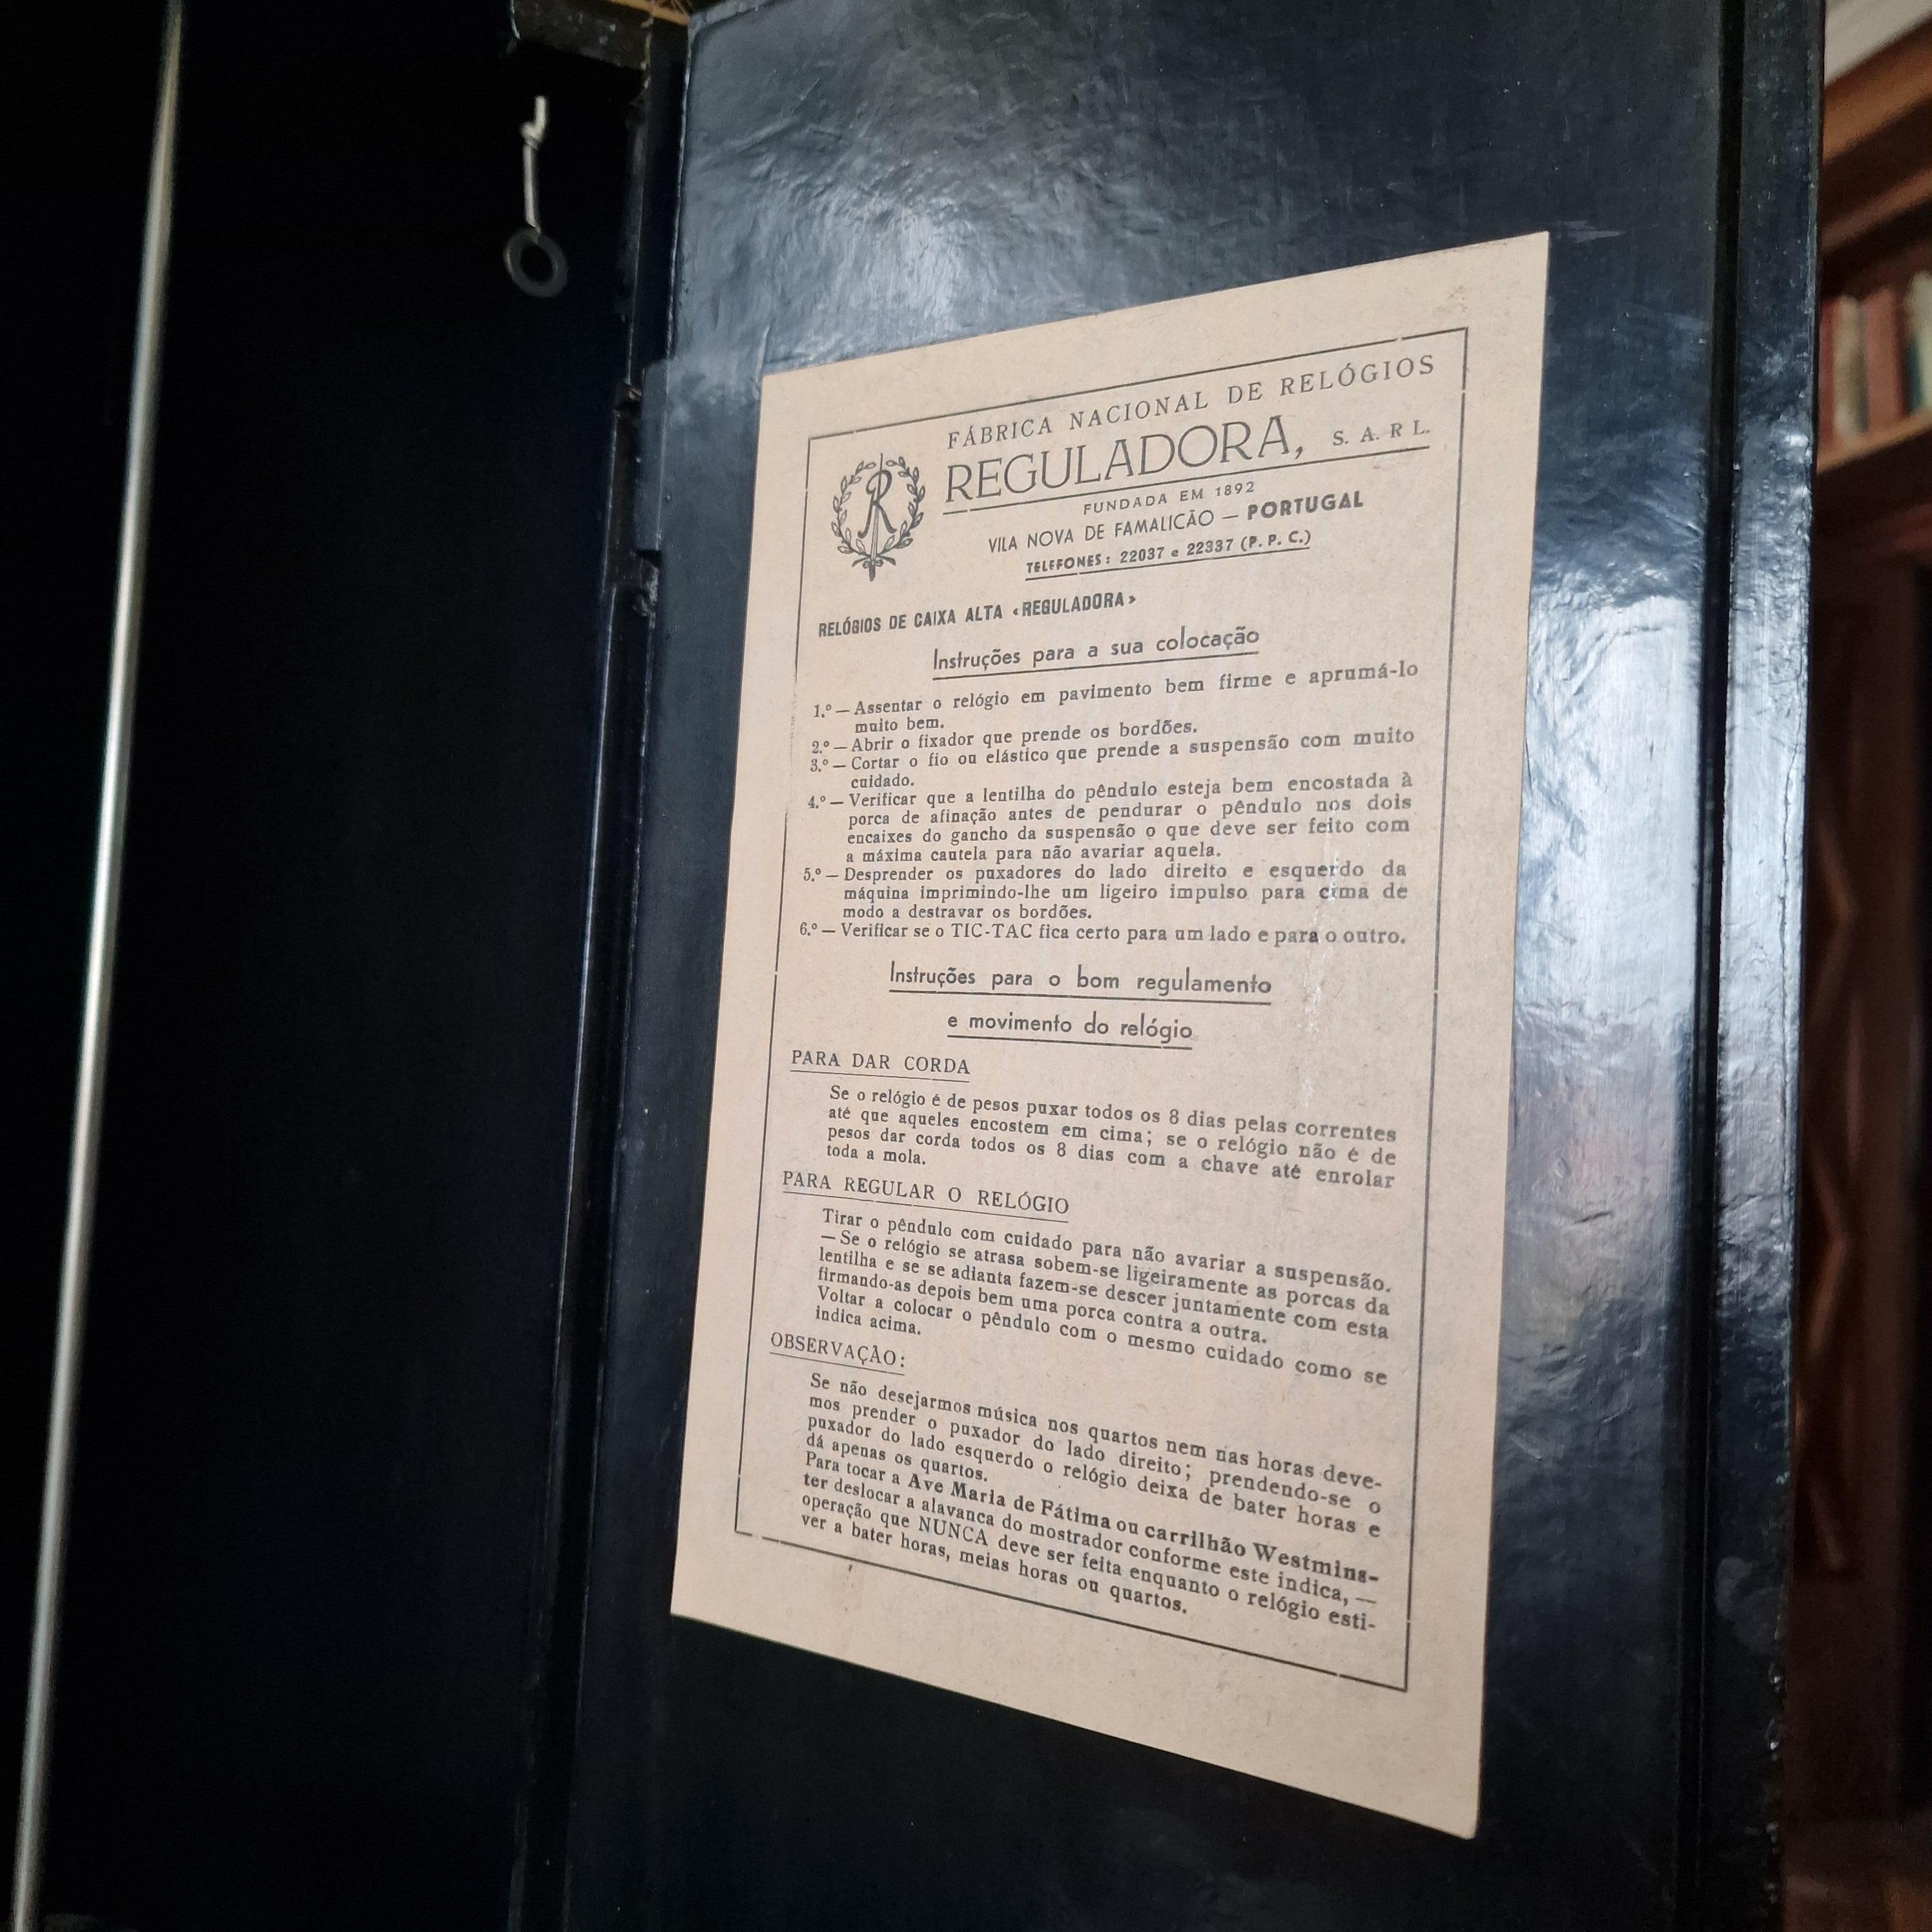 FÁBRICA NACIONAL DE RELÓGIOS
REGULADORA, S. A. R L.
FUNDADA EM 1892
VILA NOVA DE FAMALICÃO — PORTUGAL
TELEFONES: 22037 e 22337 (P. P. C.)
R
RELÓGIOS DE CAIXA ALTA «REGULADORA»
Instruções para a sua colocação
1.º — Assentar o relógio em pavimento bem firme e aprumá-lo
muito bem.
2.º — Abrir o fixador que prende os bordões.
3.º — Cortar o fio ou elástico que prende a suspensão com muito
cuidado.
4.º — Verificar que a lentilha do pêndulo esteja bem encostada à
porca de afinação antes de pendurar o pêndulo nos dois
encaixes do gancho da suspensão o que deve ser feito com
a máxima cautela para não avariar aquela.
5.º — Desprender os puxadores do lado direito e esquerdo da
máquina imprimindo-lhe um ligeiro impulso para cima de
modo a destravar os bordões.
6.º — Verificar se o TIC-TAC fica certo para um lado e para o outro.
Instruções para o bom regulamento
e movimento do relógio
PARA DAR CORDA
Se o relógio é de pesos puxar todos os 8 dias pelas correntes
até que aqueles encostem em cima; se o relógio não é de
pesos dar corda todos os 8 dias com a chave até enrolar
toda a mola.
PARA REGULAR O RELÓGIO
Tirar o pêndulo com cuidado para não avariar a suspensão.
— Se o relógio se atrasa sobem-se ligeiramente as porcas da
lentilha e se se adianta fazem-se descer juntamente com esta
firmando-as depois bem uma porca contra a outra.
Voltar a colocar o pêndulo com o mesmo cuidado como se
indica acima.
OBSERVAÇÃO:
Se não desejarmos música nos quartos nem nas horas deve-
mos prender o puxador do lado direito; prendendo-se o
puxador do lado esquerdo o relógio deixa de bater horas e
dá apenas os quartos.
Para tocar a Ave Maria de Fátima ou carrilhão Westmins-
ter deslocar a alavanca do mostrador conforme este indica, —
operação que NUNCA deve ser feita enquanto o relógio esti-
ver a bater horas, meias horas ou quartos.